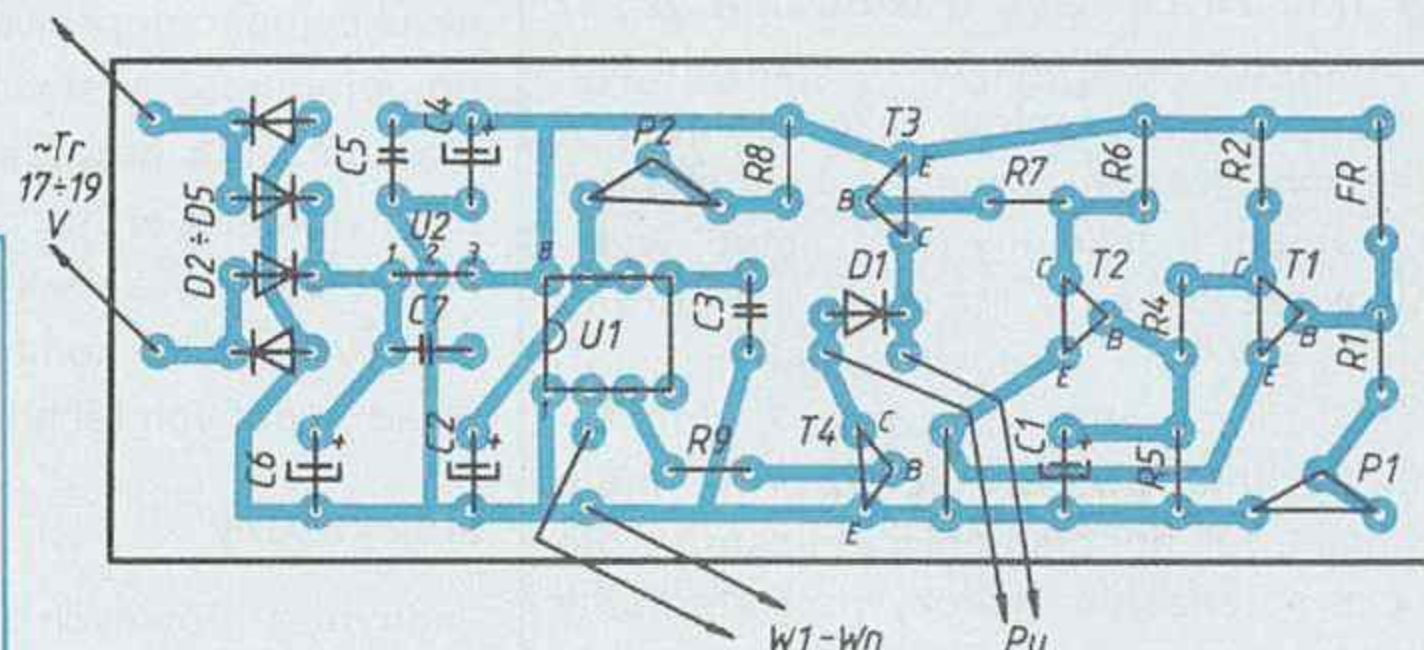 ~Tr
17÷19
V
D2÷D5
C5
C4
+
U2
1 2 3
C7
C6
+
C2
+
8
U1
1
P2
R8
C3
R9
T3
E
B
C
R7
R6
R2
FR
D1
C
T2
B
E
R4
C
T1
B
E
R1
T4
C
B
E
C1
+
R5
P1
W1-Wn
Pu